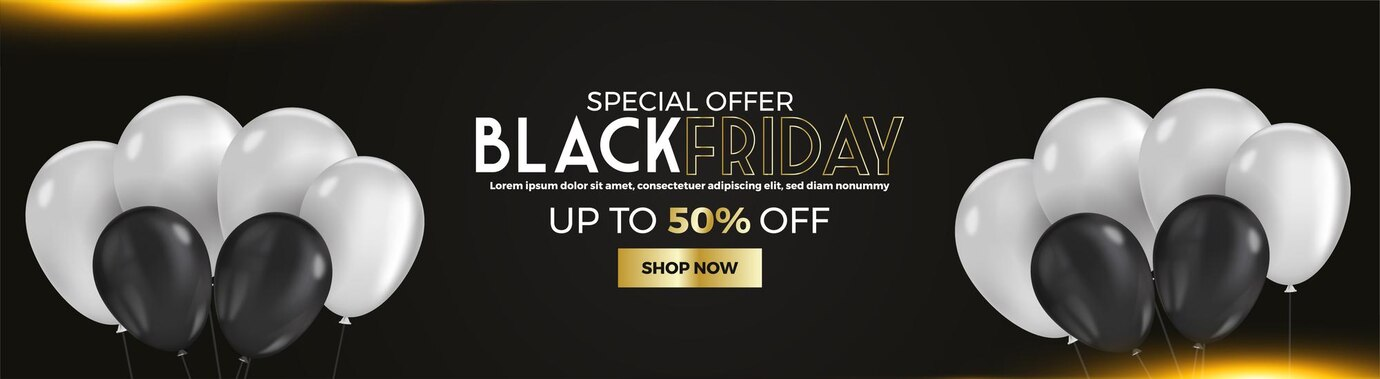 SPECIAL OFFER
BLACKFRIDAY
Lorem ipsum dolor sit amet, consectetuer adipiscing elit, sed diam nonummy
UP TO 50% OFF
SHOP NOW